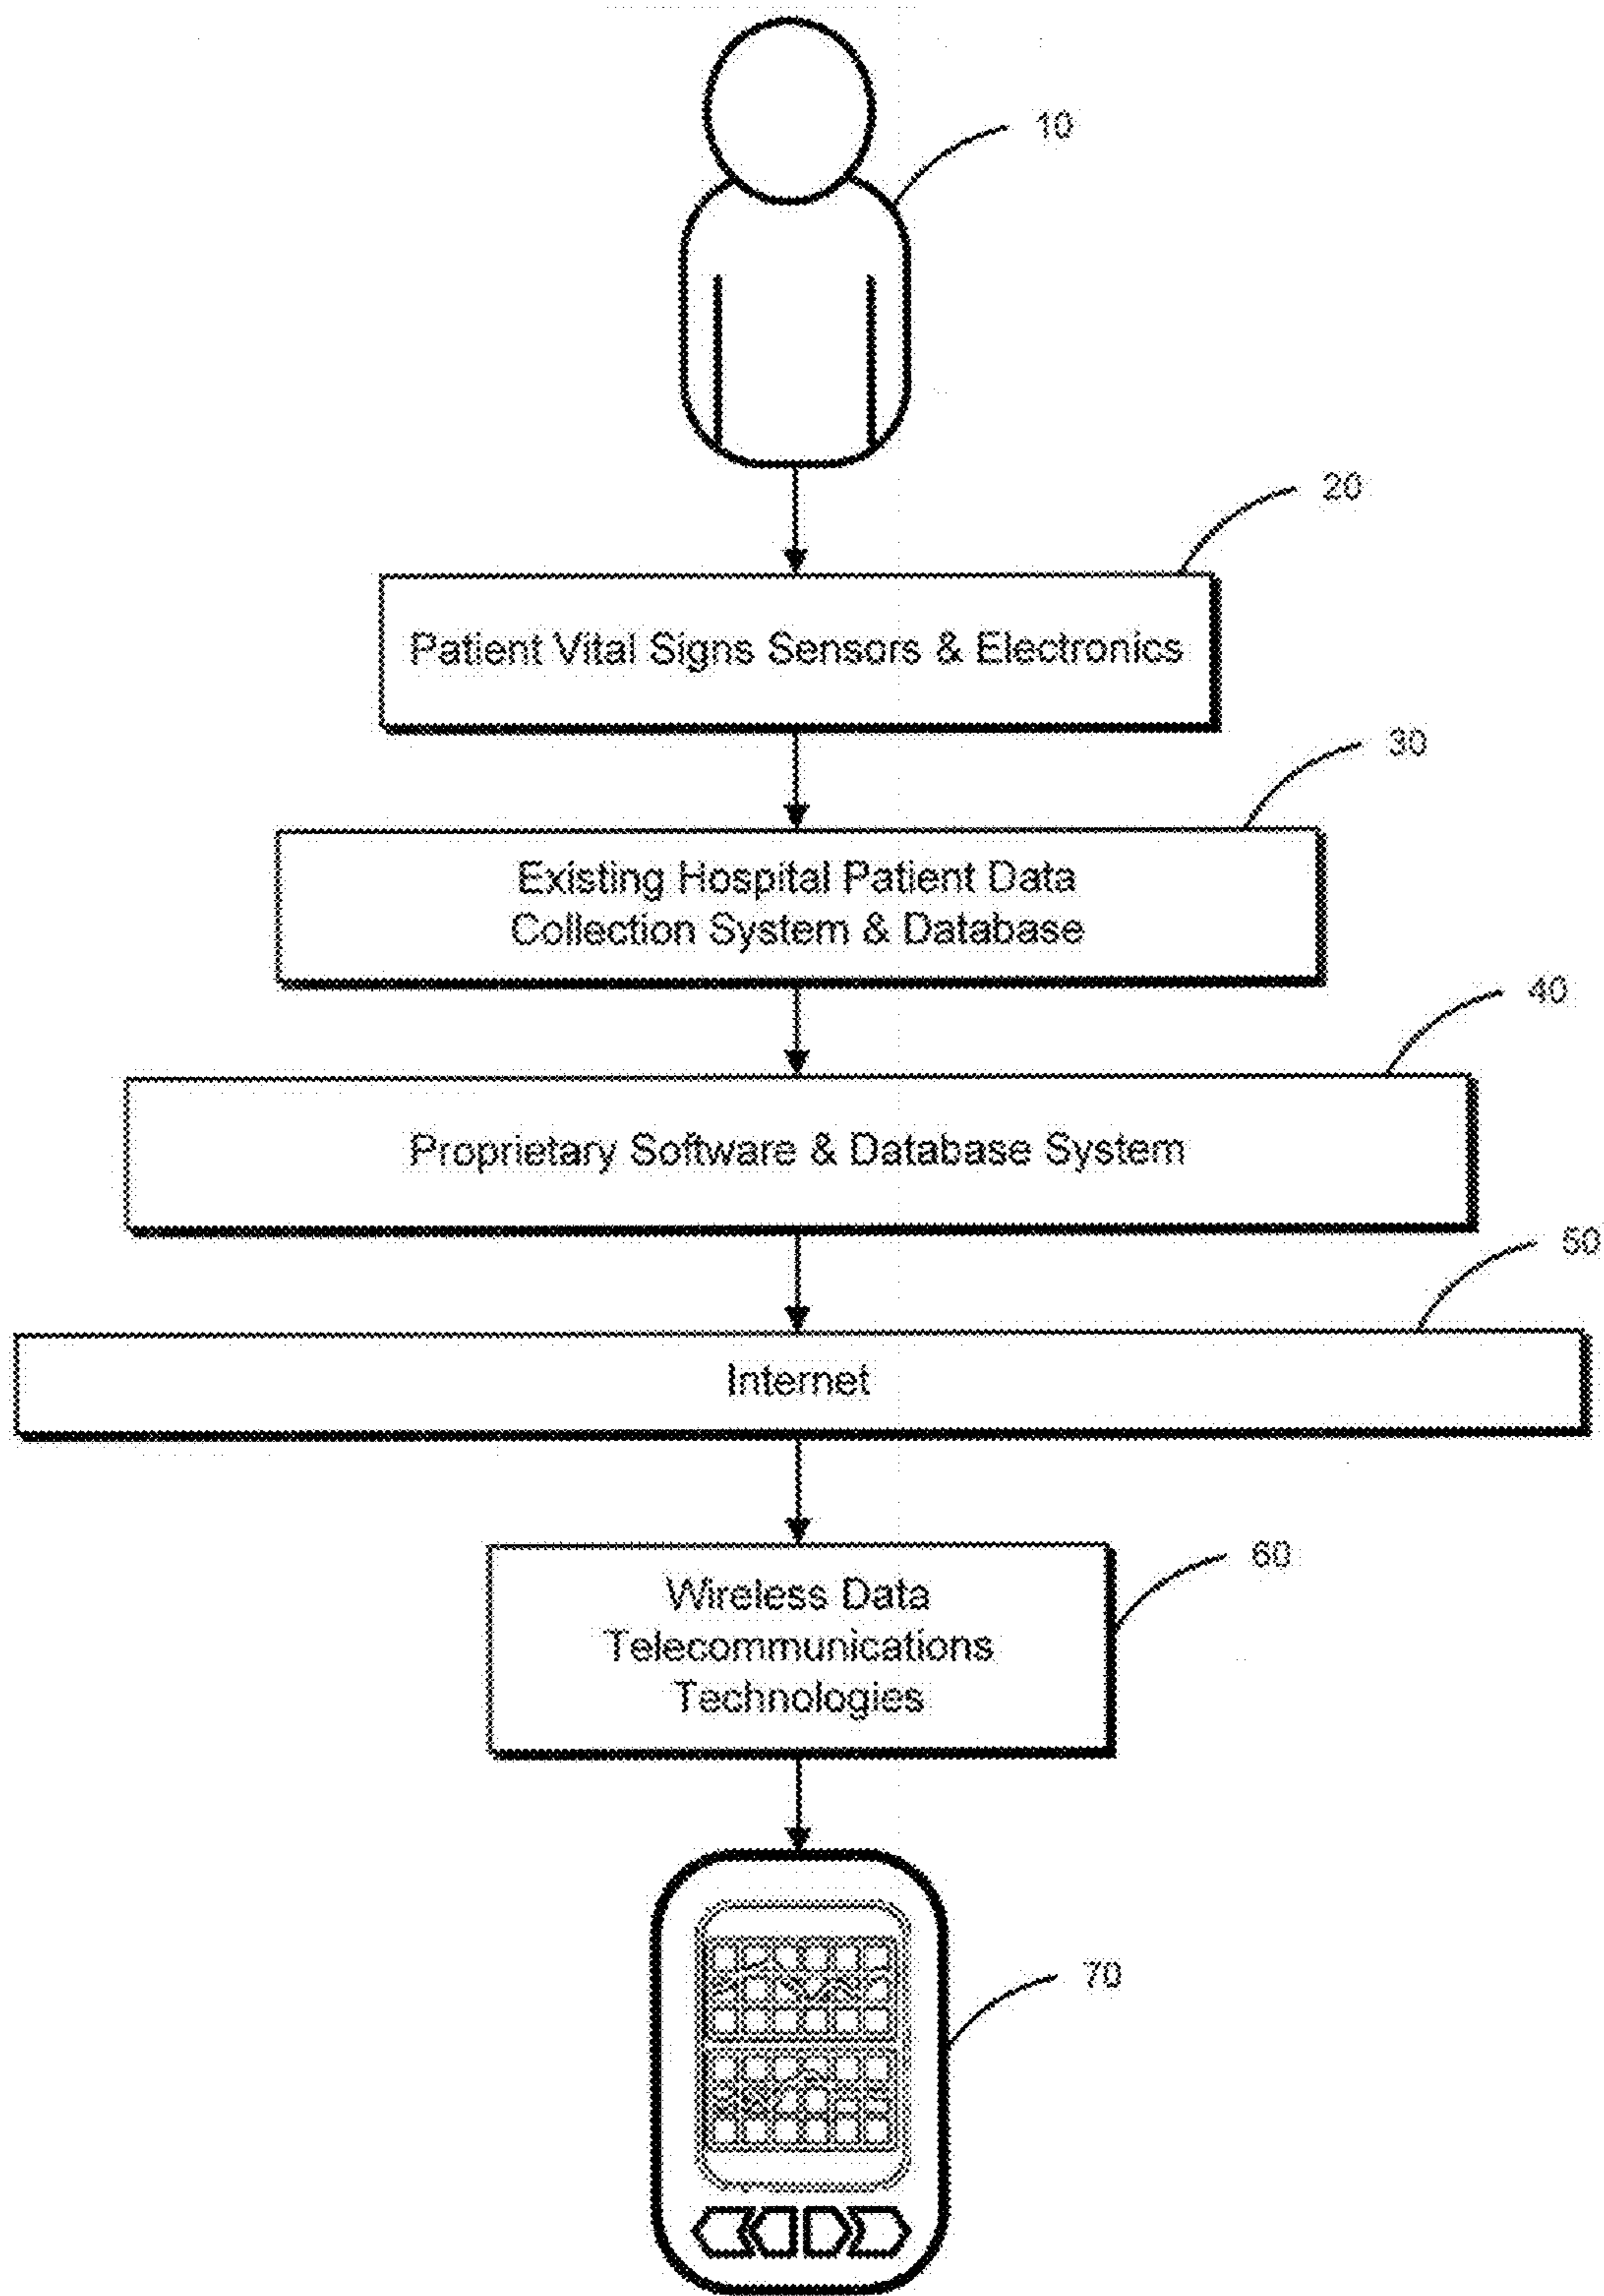 10
20
Patient Vital Signs Sensors & Electronics
30
Existing Hospital Patient Data
Collection System & Database
40
Proprietary Software & Database System
50
Internet
60
Wireless Data
Telecommunications
Technologies
70